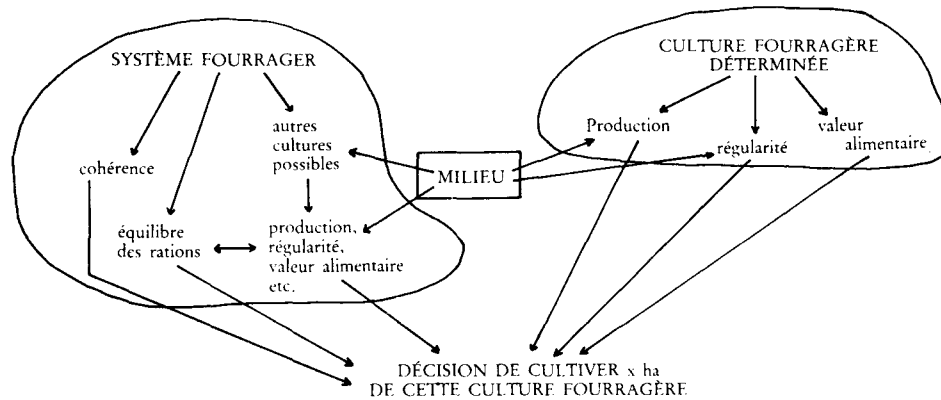 SYSTÈME FOURRAGER
autres
cultures
possibles
cohérence
équilibre
des rations
production,
régularité,
valeur alimentaire
etc.
MILIEU
CULTURE FOURRAGÈRE
DÉTERMINÉE
Production
régularité
valeur
alimentaire
DÉCISION DE CULTIVER x ha
DE CETTE CULTURE FOURRAGÈRE